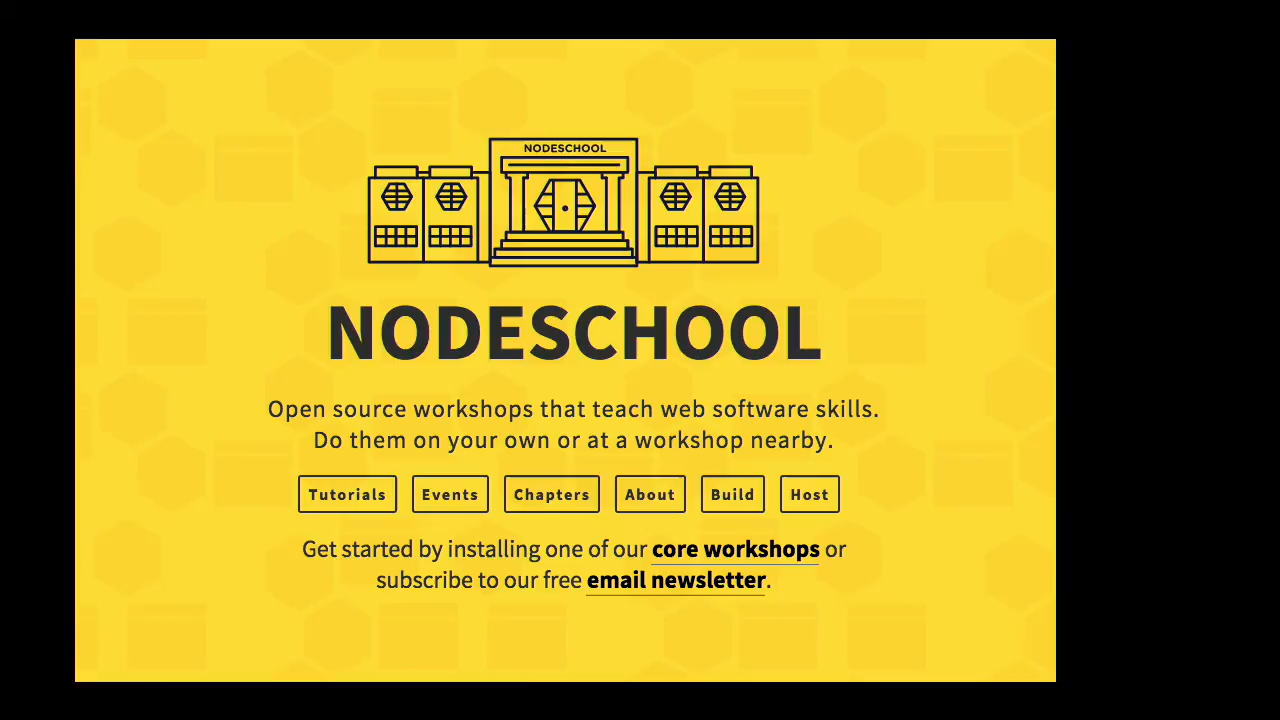 NODESCHOOL
NODESCHOOL
Open source workshops that teach web software skills.
Do them on your own or at a workshop nearby.
Tutorials Events Chapters About Build Host
Get started by installing one of our core workshops or
subscribe to our free email newsletter.